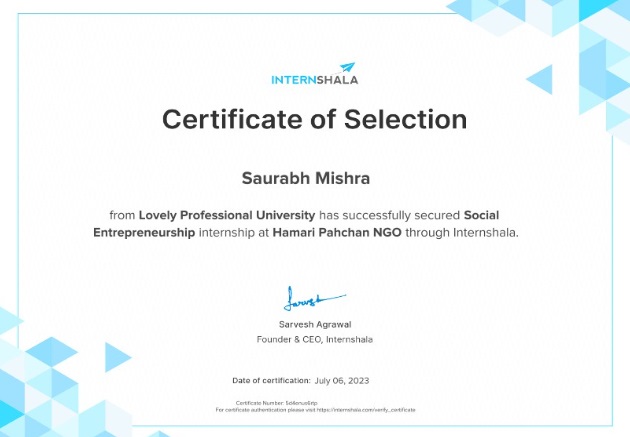 INTERNSHALA
Certificate of Selection
Saurabh Mishra
from Lovely Professional University has successfully secured Social
Entrepreneurship internship at Hamari Pahchan NGO through Internshala.
Sarvesh Agrawal
Founder & CEO, Internshala
Date of certification: July 06, 2023
Certificate Number:
For certificate authentication please visit https://internshala.com/verify_certificate